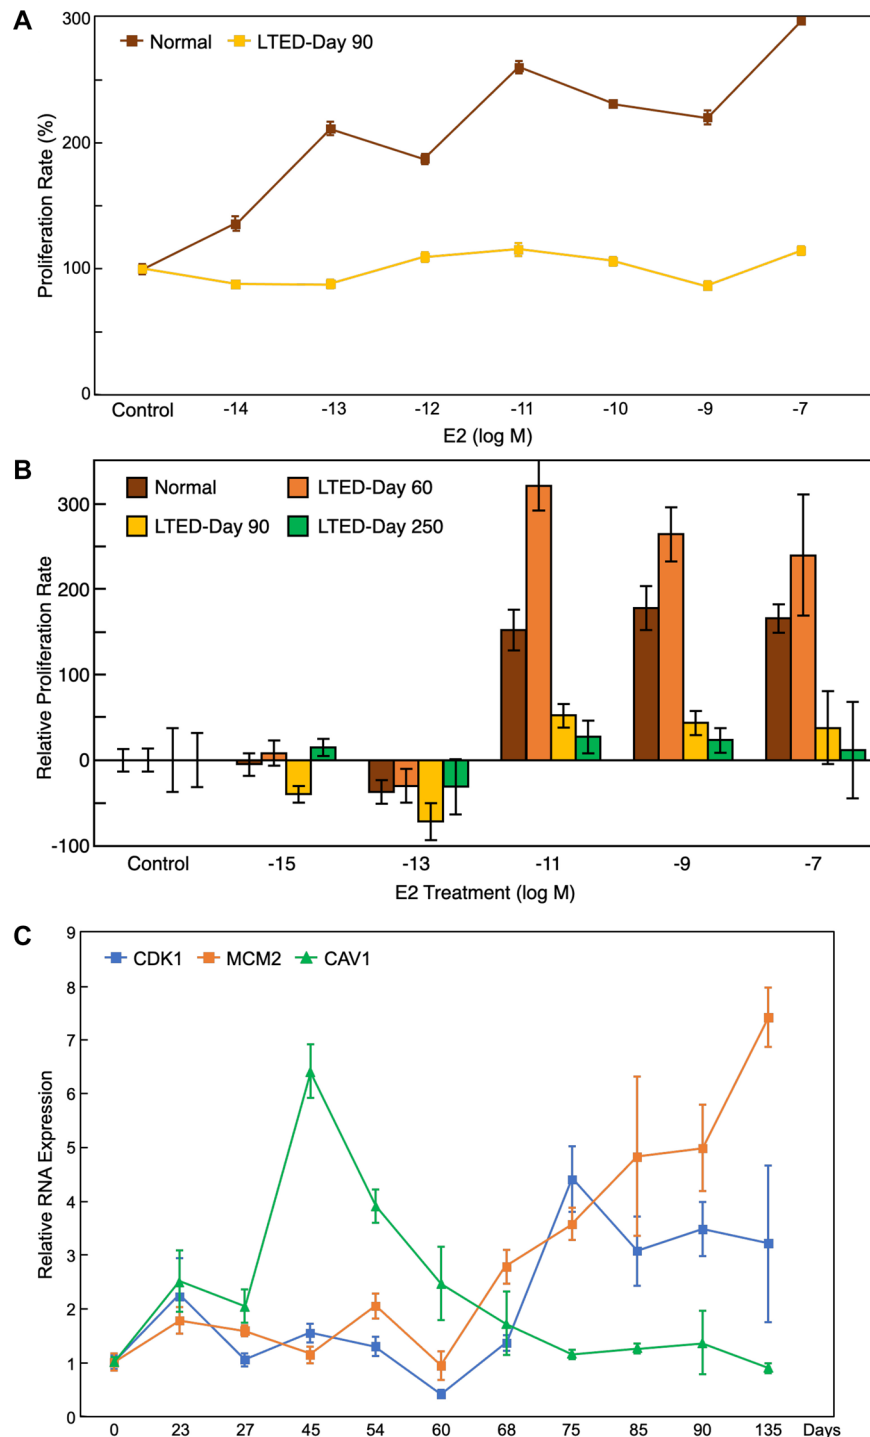 A
300
Normal
LTED-Day 90
200
Proliferation Rate (%)
100
0
Control
-14
-13
-12
-11
-10
-9
-7
E2 (log M)
B
Normal
LTED-Day 60
LTED-Day 90
LTED-Day 250
300
200
100
0
-100
Relative Proliferation Rate
Control
-15
-13
-11
-9
-7
E2 Treatment (log M)
C
9
CDK1
MCM2
CAV1
8
7
6
5
4
3
2
1
0
Relative RNA Expression
0
23
27
45
54
60
68
75
85
90
135
Days